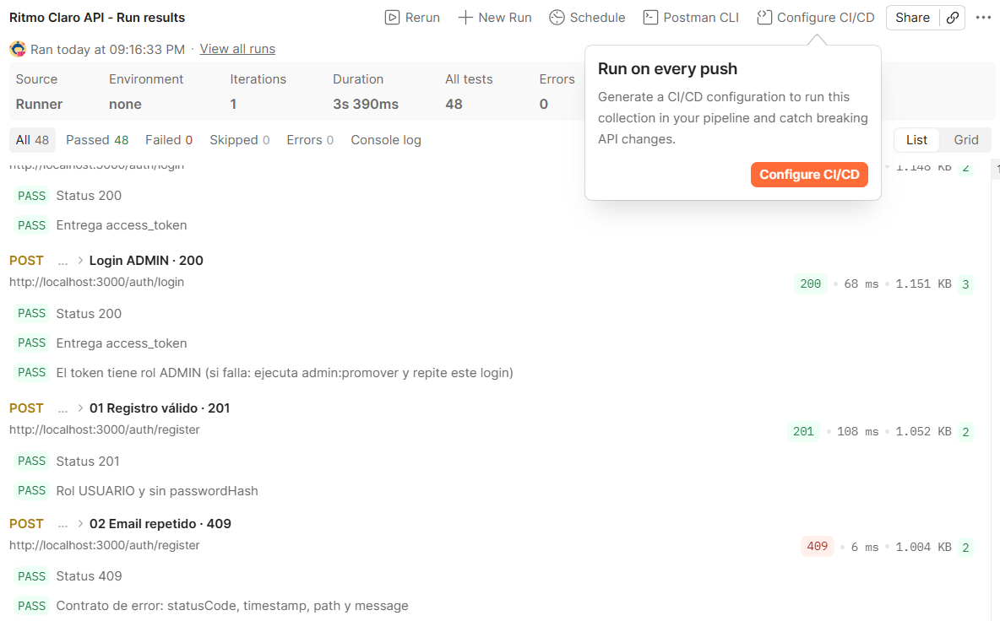 Ritmo Claro API - Run results
Rerun
New Run
Schedule
Postman CLI
Configure CI/CD
Share
Ran today at 09:16:33 PM · View all runs
Source Environment Iterations Duration All tests Errors
Runner none 1 3s 390ms 48 0
Run on every push
Generate a CI/CD configuration to run this
collection in your pipeline and catch breaking
API changes.
Configure CI/CD
All 48 Passed 48 Failed 0 Skipped 0 Errors 0 Console log
List Grid
http://localhost:3000/auth/login
1.148 KB 2
1
PASS Status 200
PASS Entrega access_token
POST ... > Login ADMIN · 200
http://localhost:3000/auth/login
200 • 68 ms • 1.151 KB 3
PASS Status 200
PASS Entrega access_token
PASS El token tiene rol ADMIN (si falla: ejecuta admin:promover y repite este login)
POST ... > 01 Registro válido · 201
http://localhost:3000/auth/register
201 • 108 ms • 1.052 KB 2
PASS Status 201
PASS Rol USUARIO y sin passwordHash
POST ... > 02 Email repetido · 409
http://localhost:3000/auth/register
409 • 6 ms • 1.004 KB 2
PASS Status 409
PASS Contrato de error: statusCode, timestamp, path y message